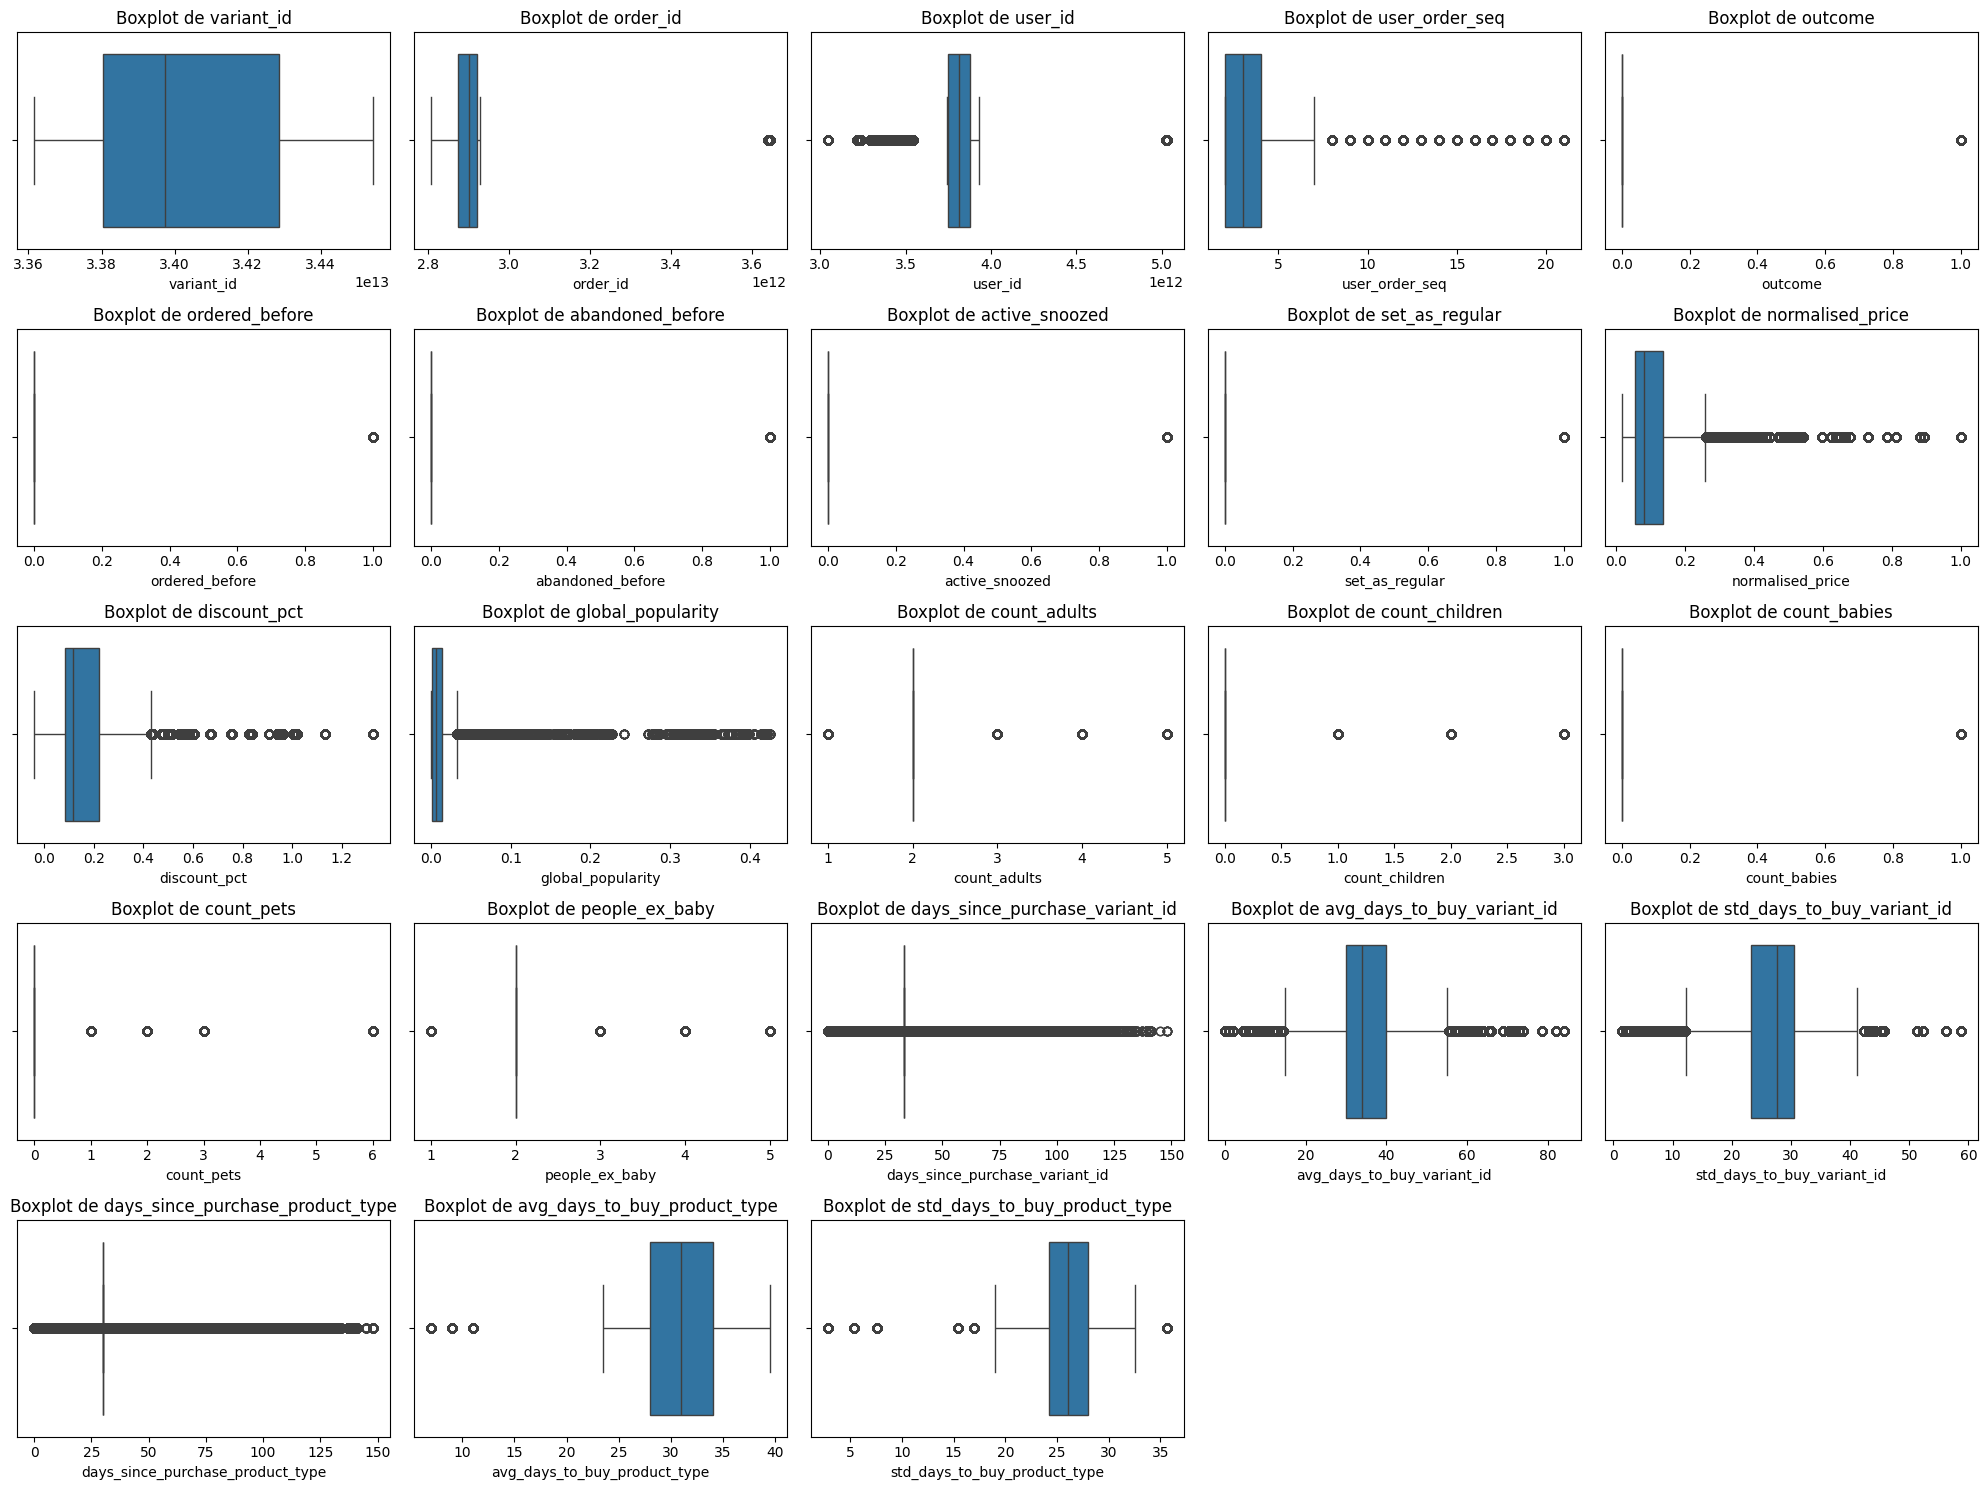 Boxplot de variant_id
3.36 3.38 3.40 3.42 3.44
1e13
variant_id
Boxplot de order_id
2.8 3.0 3.2 3.4 3.6
1e12
order_id
Boxplot de user_id
3.0 3.5 4.0 4.5 5.0
1e12
user_id
Boxplot de user_order_seq
5 10 15 20
user_order_seq
Boxplot de outcome
0.0 0.2 0.4 0.6 0.8 1.0
outcome
Boxplot de ordered_before
0.0 0.2 0.4 0.6 0.8 1.0
ordered_before
Boxplot de abandoned_before
0.0 0.2 0.4 0.6 0.8 1.0
abandoned_before
Boxplot de active_snoozed
0.0 0.2 0.4 0.6 0.8 1.0
active_snoozed
Boxplot de set_as_regular
0.0 0.2 0.4 0.6 0.8 1.0
set_as_regular
Boxplot de normalised_price
0.0 0.2 0.4 0.6 0.8 1.0
normalised_price
Boxplot de discount_pct
0.0 0.2 0.4 0.6 0.8 1.0 1.2
discount_pct
Boxplot de global_popularity
0.0 0.1 0.2 0.3 0.4
global_popularity
Boxplot de count_adults
1 2 3 4 5
count_adults
Boxplot de count_children
0.0 0.5 1.0 1.5 2.0 2.5 3.0
count_children
Boxplot de count_babies
0.0 0.2 0.4 0.6 0.8 1.0
count_babies
Boxplot de count_pets
0 1 2 3 4 5 6
count_pets
Boxplot de people_ex_baby
1 2 3 4 5
people_ex_baby
Boxplot de days_since_purchase_variant_id
0 25 50 75 100 125 150
days_since_purchase_variant_id
Boxplot de avg_days_to_buy_variant_id
0 20 40 60 80
avg_days_to_buy_variant_id
Boxplot de std_days_to_buy_variant_id
0 10 20 30 40 50 60
std_days_to_buy_variant_id
Boxplot de days_since_purchase_product_type
0 25 50 75 100 125 150
days_since_purchase_product_type
Boxplot de avg_days_to_buy_product_type
10 15 20 25 30 35 40
avg_days_to_buy_product_type
Boxplot de std_days_to_buy_product_type
5 10 15 20 25 30 35
std_days_to_buy_product_type